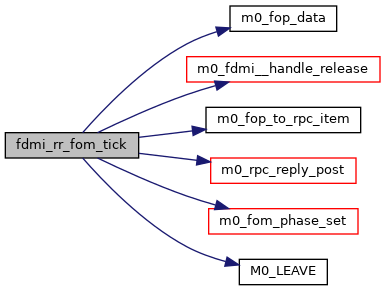 m0_fop_data
m0_fdmi__handle_release
m0_fop_to_rpc_item
fdmi_rr_fom_tick
m0_rpc_reply_post
m0_fom_phase_set
M0_LEAVE